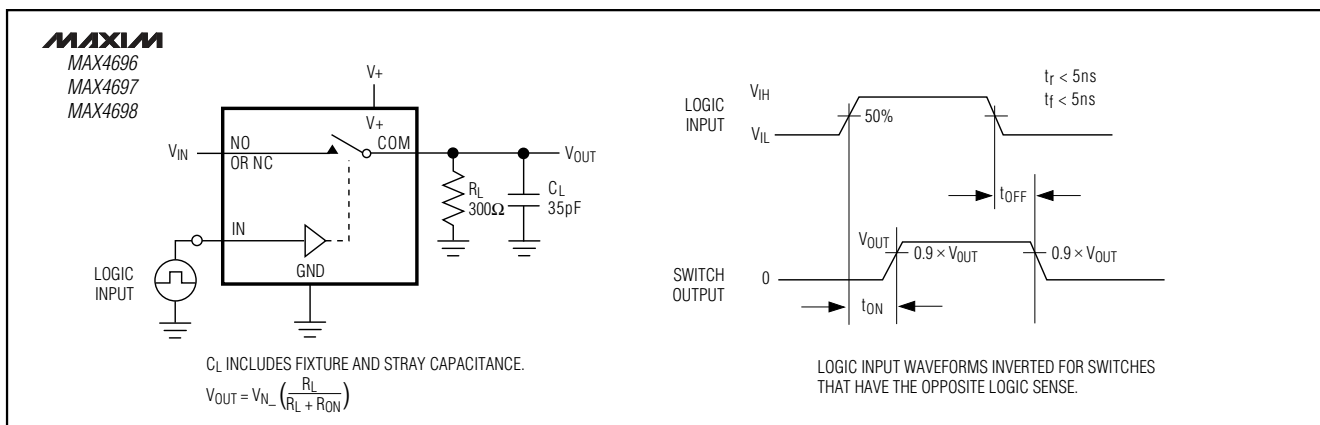 MAXIM
MAX4696
MAX4697
MAX4698
V+
V+
VIN
NO
OR NC
COM
VOUT
RL
300Ω
CL
35pF
IN
LOGIC
INPUT
GND
CL INCLUDES FIXTURE AND STRAY CAPACITANCE.
VOUT = VN_ (RL / RL + RON)
LOGIC
INPUT
VIH
VIL
50%
tr < 5ns
tf < 5ns
tOFF
VOUT
0.9 × VOUT
0.9 × VOUT
SWITCH
OUTPUT
0
tON
LOGIC INPUT WAVEFORMS INVERTED FOR SWITCHES
THAT HAVE THE OPPOSITE LOGIC SENSE.